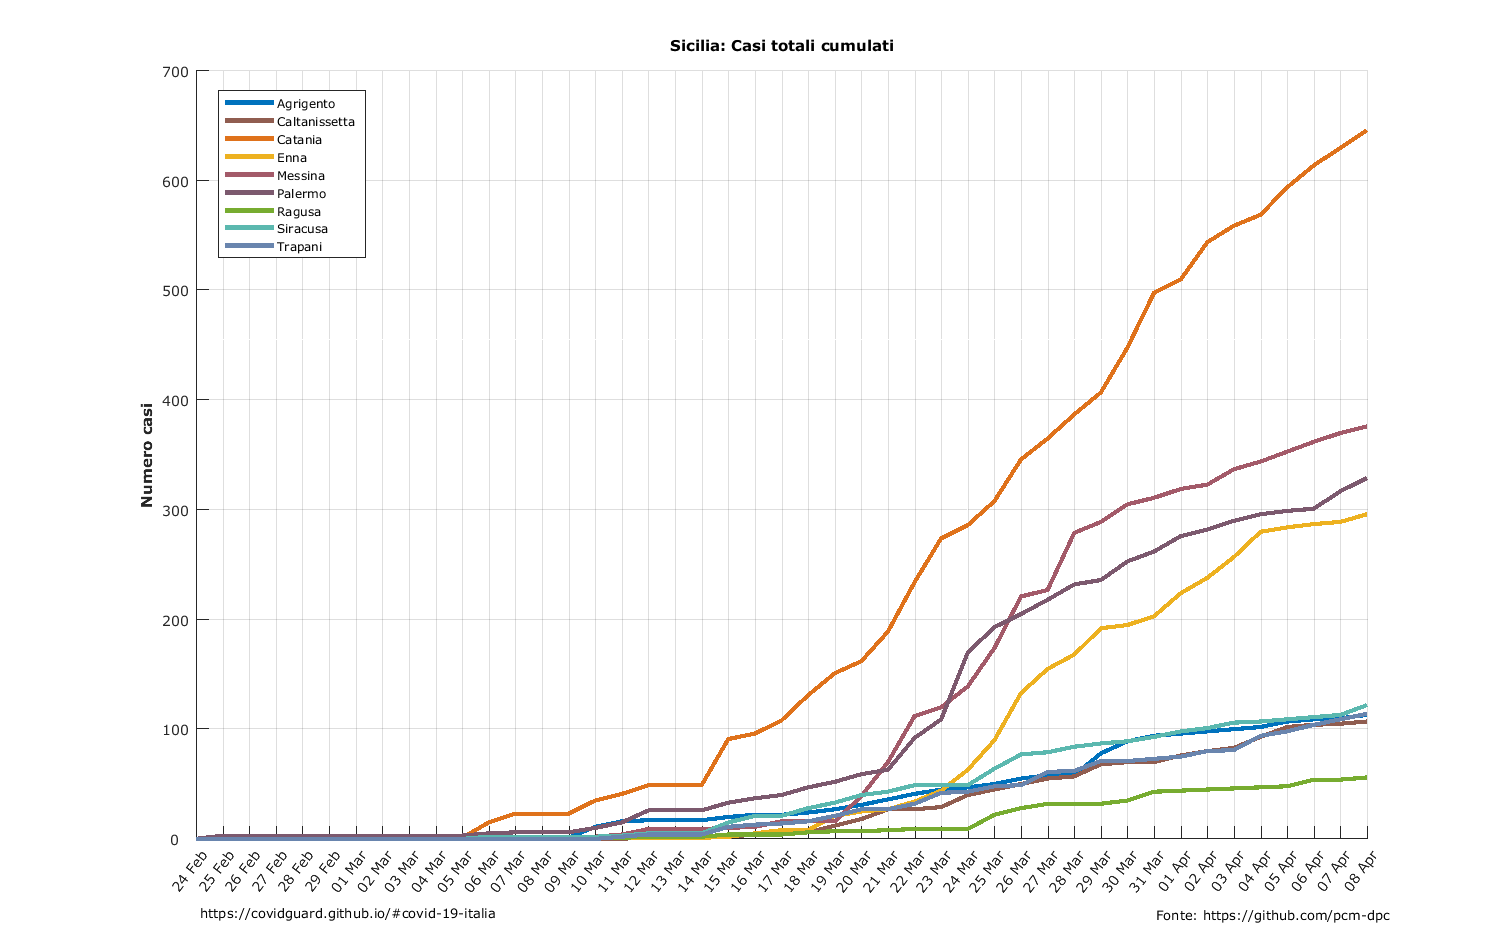 Sicilia: Casi totali cumulati
700
600
500
400
300
200
100
0
Numero casi
Agrigento
Caltanissetta
Catania
Enna
Messina
Palermo
Ragusa
Siracusa
Trapani
24 Feb
25 Feb
26 Feb
27 Feb
28 Feb
29 Feb
01 Mar
02 Mar
03 Mar
04 Mar
05 Mar
06 Mar
07 Mar
08 Mar
09 Mar
10 Mar
11 Mar
12 Mar
13 Mar
14 Mar
15 Mar
16 Mar
17 Mar
18 Mar
19 Mar
20 Mar
21 Mar
22 Mar
23 Mar
24 Mar
25 Mar
26 Mar
27 Mar
28 Mar
29 Mar
30 Mar
31 Mar
01 Apr
02 Apr
03 Apr
04 Apr
05 Apr
06 Apr
07 Apr
08 Apr
https://covidguard.github.io/#covid-19-italia
Fonte: https://github.com/pcm-dpc